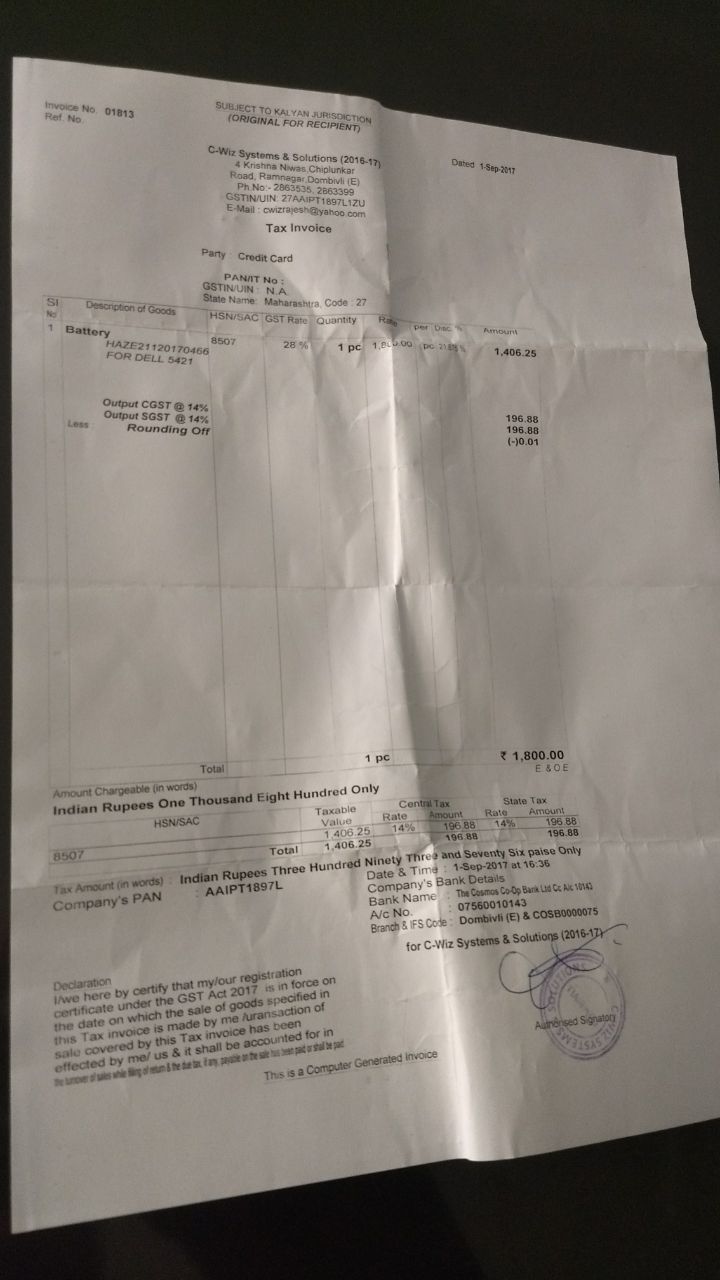 Invoice No. 01813
Ref. No.
SUBJECT TO KALYAN JURISDICTION
(ORIGINAL FOR RECIPIENT)
Dated 1-Sep-2017
C-Wiz Systems & Solutions (2016-17)
4 Krishna Niwas,Chiplunkar
Road, Ramnagar,Dombivli (E)
Ph.No:- 2863535, 2863399
GSTIN/UIN: 27AAIPT1897L1ZU
E-Mail : cwizrajesh@yahoo.com
Tax Invoice
Party : Credit Card
PAN/IT No :
GSTIN/UIN : N.A.
State Name: Maharashtra, Code : 27
Sl No Description of Goods HSN/SAC GST Rate Quantity Rate per Disc. % Amount
1 Battery 8507 28 % 1 pc 1,800.00 pc 1,406.25
HAZE21120170466
FOR DELL 5421
Output CGST @ 14% 196.88
Output SGST @ 14% 196.88
Less : Rounding Off (-)0.01
Total 1 pc ₹ 1,800.00
E & O.E
Amount Chargeable (in words)
Indian Rupees One Thousand Eight Hundred Only
HSN/SAC Taxable Value Central Tax State Tax
Rate Amount Rate Amount
8507 1,406.25 14% 196.88 14% 196.88
Total 1,406.25 196.88 196.88
Tax Amount (in words) : Indian Rupees Three Hundred Ninety Three and Seventy Six paise Only
Company's PAN : AAIPT1897L
Date & Time : 1-Sep-2017 at 16:36
Company's Bank Details
Bank Name : The Cosmos Co-Op Bank Ltd Cc A/c 10143
A/c No. : 07560010143
Branch & IFS Code : Dombivli (E) & COSB0000075
for C-Wiz Systems & Solutions (2016-17)
Declaration
I/we here by certify that my/our registration
certificate under the GST Act 2017 is in force on
the date on which the sale of goods specified in
this Tax invoice is made by me /uransaction of
sale covered by this Tax invoice has been
effected by me/ us & it shall be accounted for in
the turnover of sales while filling of return & the due tax, if any, payable on the sale has been paid or shall be paid
Authorised Signatory
C-WIZ SYSTEMS & SOLUTIONS
This is a Computer Generated Invoice